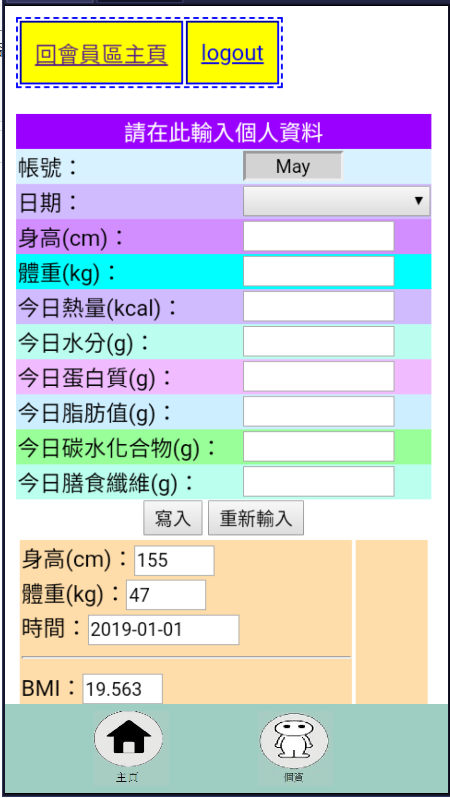 回會員區主頁 logout
請在此輸入個人資料
帳號： May
日期：
身高(cm)：
體重(kg)：
今日熱量(kcal)：
今日水分(g)：
今日蛋白質(g)：
今日脂肪值(g)：
今日碳水化合物(g)：
今日膳食纖維(g)：
寫入 重新輸入
身高(cm)： 155
體重(kg)： 47
時間： 2019-01-01
BMI： 19.563
主頁 個資